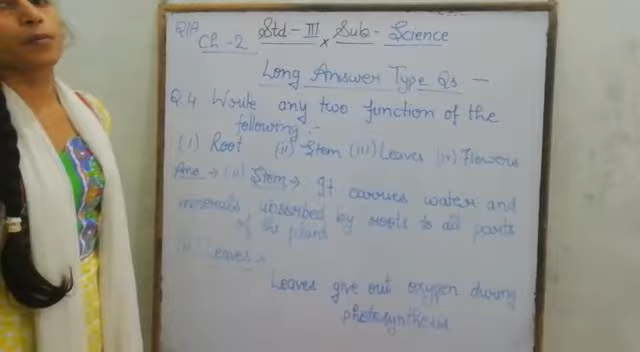 Q/A
Ch-2 Std-III × Sub-Science
Long Answer Type Qs -
Q.4 Write any two function of the
following:-
(i) Root (ii) Stem (iii) Leaves (iv) Flowers
Ans → (ii) Stem → It carries water and
minerals absorbed by roots to all parts
of the plant
Leaves →
Leaves give out oxygen during
photosynthesis